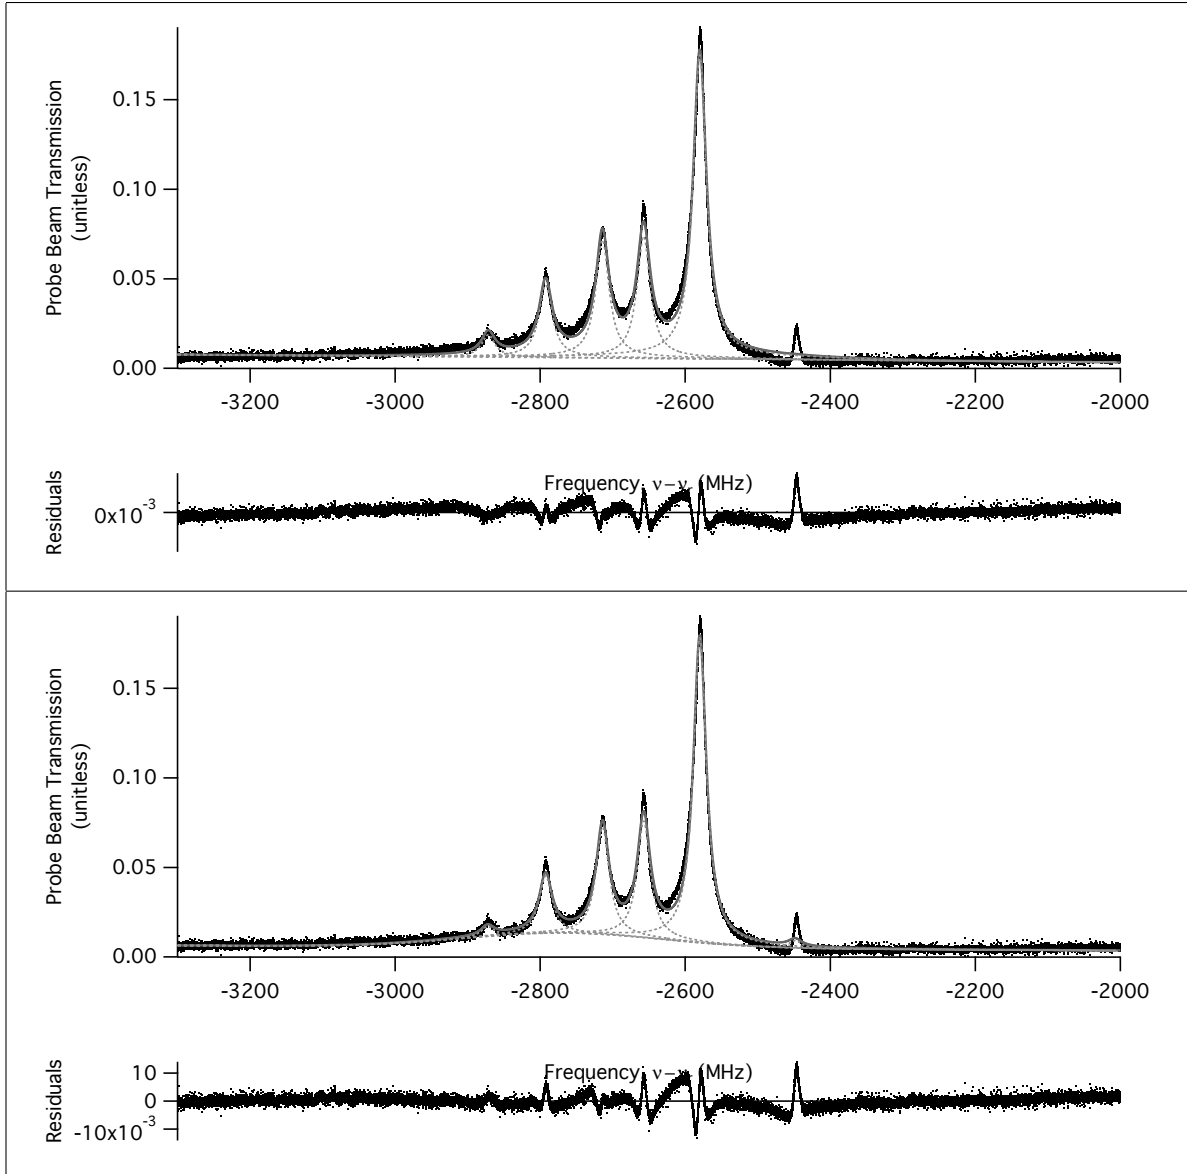 Probe Beam Transmission
(unitless)
0.15
0.10
0.05
0.00
-3200 -3000 -2800 -2600 -2400 -2200 -2000
Residuals
0x10⁻³
Frequency ν–ν (MHz)
Probe Beam Transmission
(unitless)
0.15
0.10
0.05
0.00
-3200 -3000 -2800 -2600 -2400 -2200 -2000
Residuals
10
0
-10x10⁻³
Frequency ν–ν (MHz)